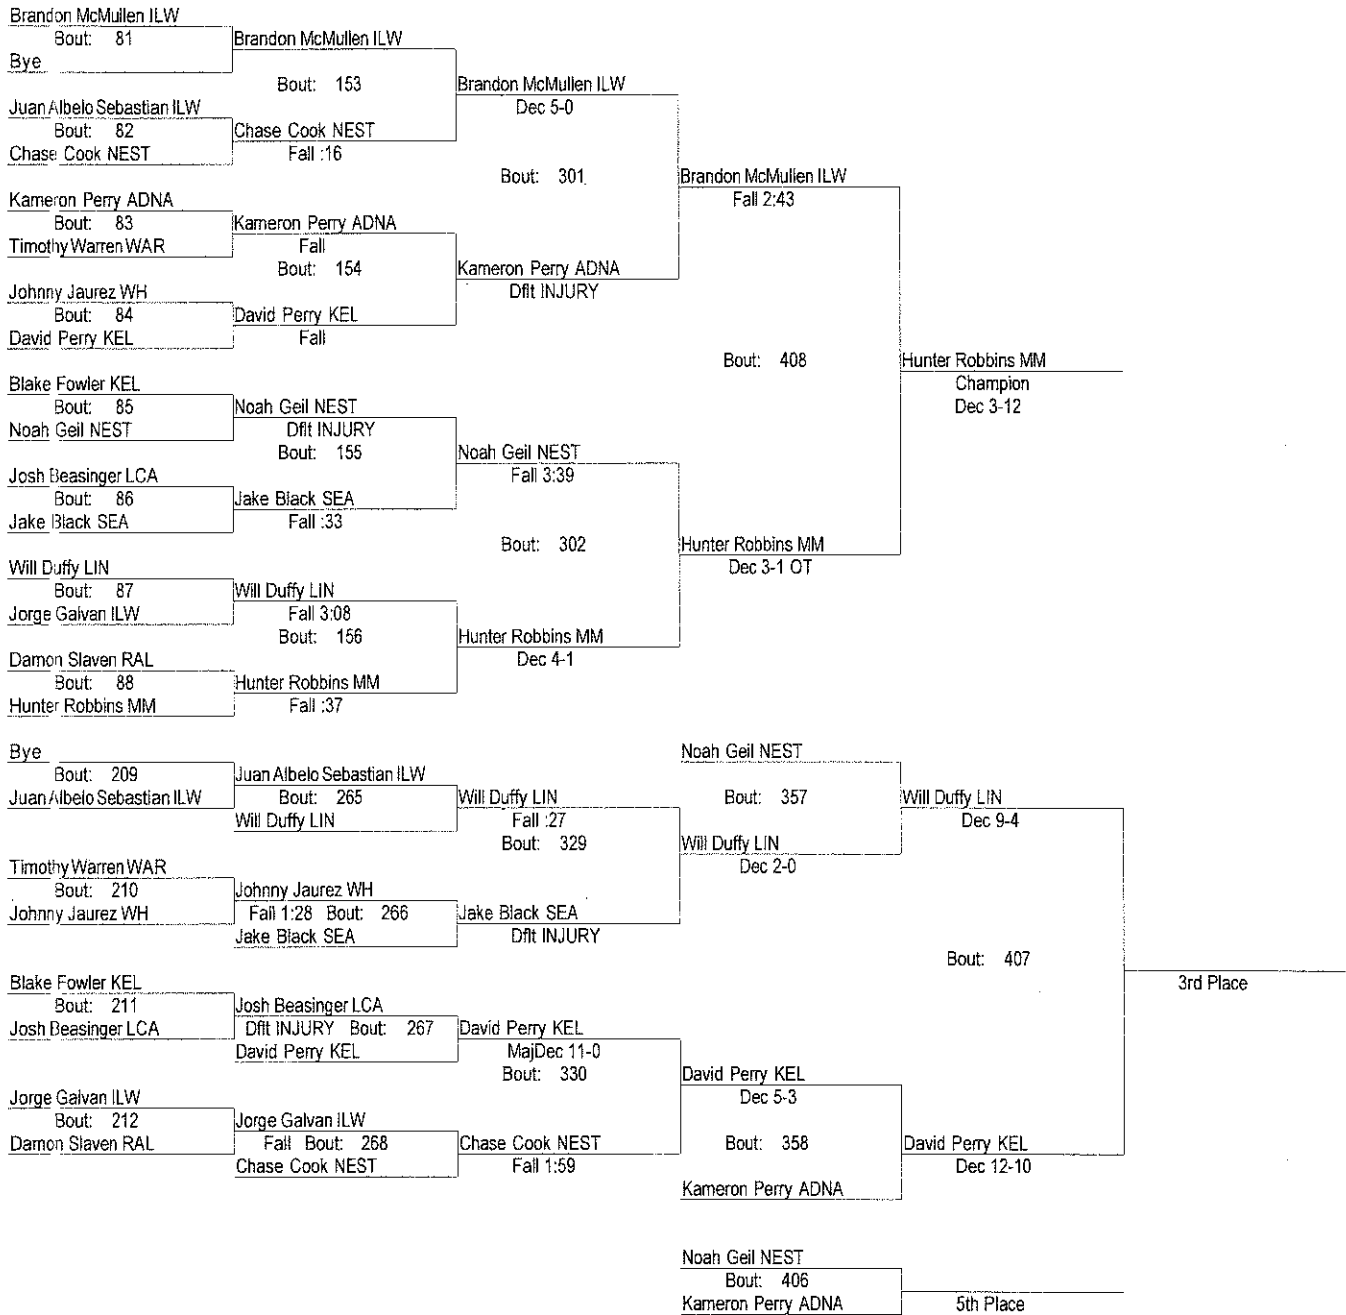 Brandon McMullen ILW
Bout: 81
Bye
Brandon McMullen ILW
Bout: 153
Juan Albelo Sebastian ILW
Bout: 82
Chase Cook NEST
Chase Cook NEST
Fall :16
Brandon McMullen ILW
Dec 5-0
Bout: 301
Kameron Perry ADNA
Bout: 83
Timothy Warren WAR
Kameron Perry ADNA
Fall
Bout: 154
Johnny Jaurez WH
Bout: 84
David Perry KEL
David Perry KEL
Fall
Kameron Perry ADNA
Dflt INJURY
Brandon McMullen ILW
Fall 2:43
Bout: 408
Hunter Robbins MM
Champion
Dec 3-12
Blake Fowler KEL
Bout: 85
Noah Geil NEST
Noah Geil NEST
Dflt INJURY
Bout: 155
Josh Beasinger LCA
Bout: 86
Jake Black SEA
Jake Black SEA
Fall :33
Noah Geil NEST
Fall 3:39
Bout: 302
Hunter Robbins MM
Dec 3-1 OT
Will Duffy LIN
Bout: 87
Jorge Galvan ILW
Will Duffy LIN
Fall 3:08
Bout: 156
Damon Slaven RAL
Bout: 88
Hunter Robbins MM
Hunter Robbins MM
Fall :37
Hunter Robbins MM
Dec 4-1
Bye
Bout: 209
Juan Albelo Sebastian ILW
Juan Albelo Sebastian ILW
Bout: 265
Will Duffy LIN
Will Duffy LIN
Fall :27
Bout: 329
Timothy Warren WAR
Bout: 210
Johnny Jaurez WH
Johnny Jaurez WH
Fall 1:28 Bout: 266
Jake Black SEA
Jake Black SEA
Dflt INJURY
Noah Geil NEST
Bout: 357
Will Duffy LIN
Dec 2-0
Will Duffy LIN
Dec 9-4
Bout: 407
3rd Place
Blake Fowler KEL
Bout: 211
Josh Beasinger LCA
Josh Beasinger LCA
Dflt INJURY Bout: 267
David Perry KEL
David Perry KEL
MajDec 11-0
Bout: 330
Jorge Galvan ILW
Bout: 212
Damon Slaven RAL
Jorge Galvan ILW
Fall Bout: 268
Chase Cook NEST
Chase Cook NEST
Fall 1:59
David Perry KEL
Dec 5-3
Bout: 358
Kameron Perry ADNA
David Perry KEL
Dec 12-10
Noah Geil NEST
Bout: 406
Kameron Perry ADNA
5th Place